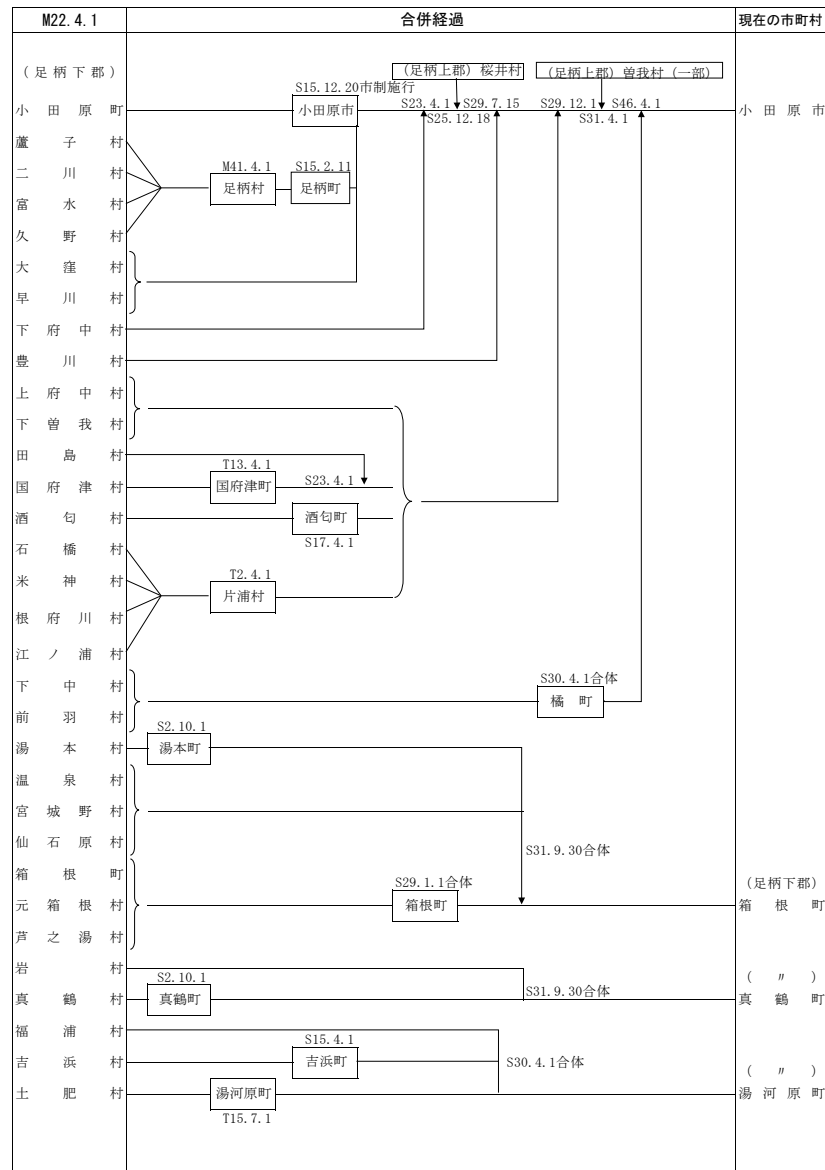 M22.4.1 合併経過 現在の市町村
(足柄下郡)
(足柄上郡) 桜井村 (足柄上郡) 曽我村 (一部)
S15.12.20市制施行
小田原町 小田原市 S23.4.1 S29.7.15 S29.12.1 S46.4.1 小田原市
S25.12.18 S31.4.1
蘆子村
M41.4.1 S15.2.11
二川村
足柄村 足柄町
富水村
久野村
大窪村
早川村
下府中村
豊川村
上府中村
下曽我村
田島村
T13.4.1
国府津村 国府津町 S23.4.1
酒匂村 酒匂町
S17.4.1
石橋村
T2.4.1
米神村
片浦村
根府川村
江ノ浦村
S30.4.1合体
下中村
橘町
前羽村
S2.10.1
湯本村 湯本町
温泉村
宮城野村
仙石原村
S31.9.30合体
箱根町
S29.1.1合体 (足柄下郡)
元箱根村 箱根町 箱根町
芦之湯村
岩村
S2.10.1 (〃)
S31.9.30合体
真鶴村 真鶴町 真鶴町
福浦村
S15.4.1
吉浜村 吉浜町 S30.4.1合体
(〃)
土肥村 湯河原町 湯河原町
T15.7.1